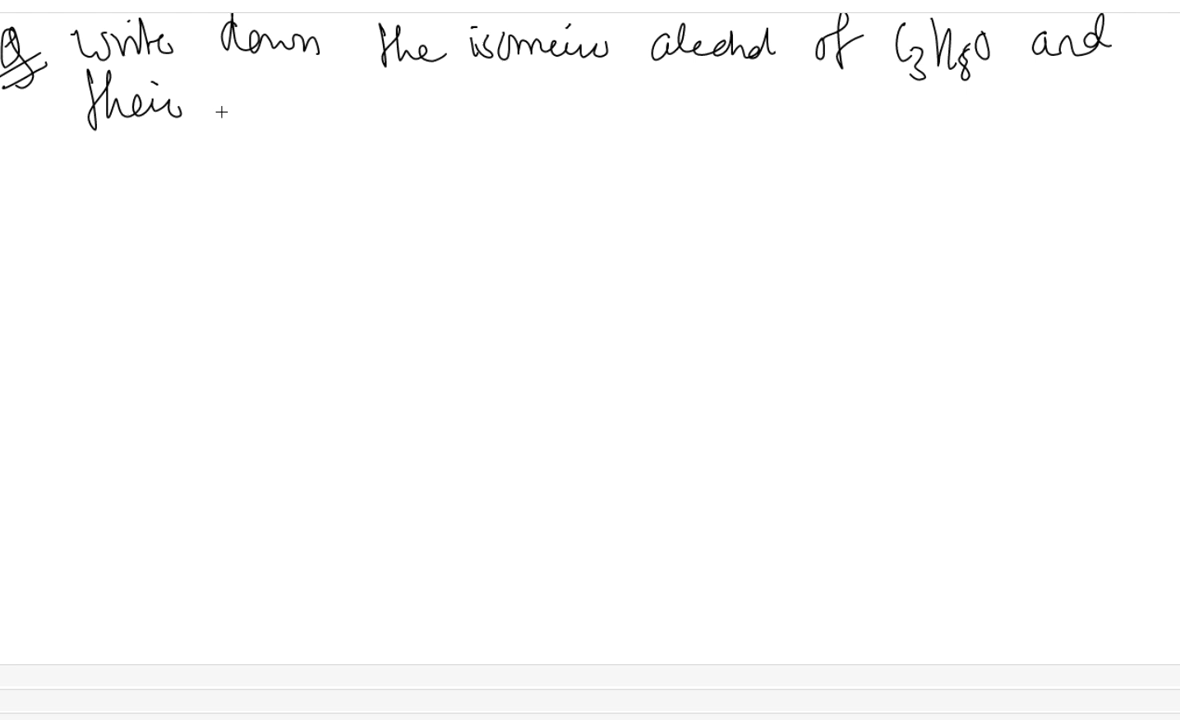 Q write down the isomeric alcohol of C₃H₈O and
their